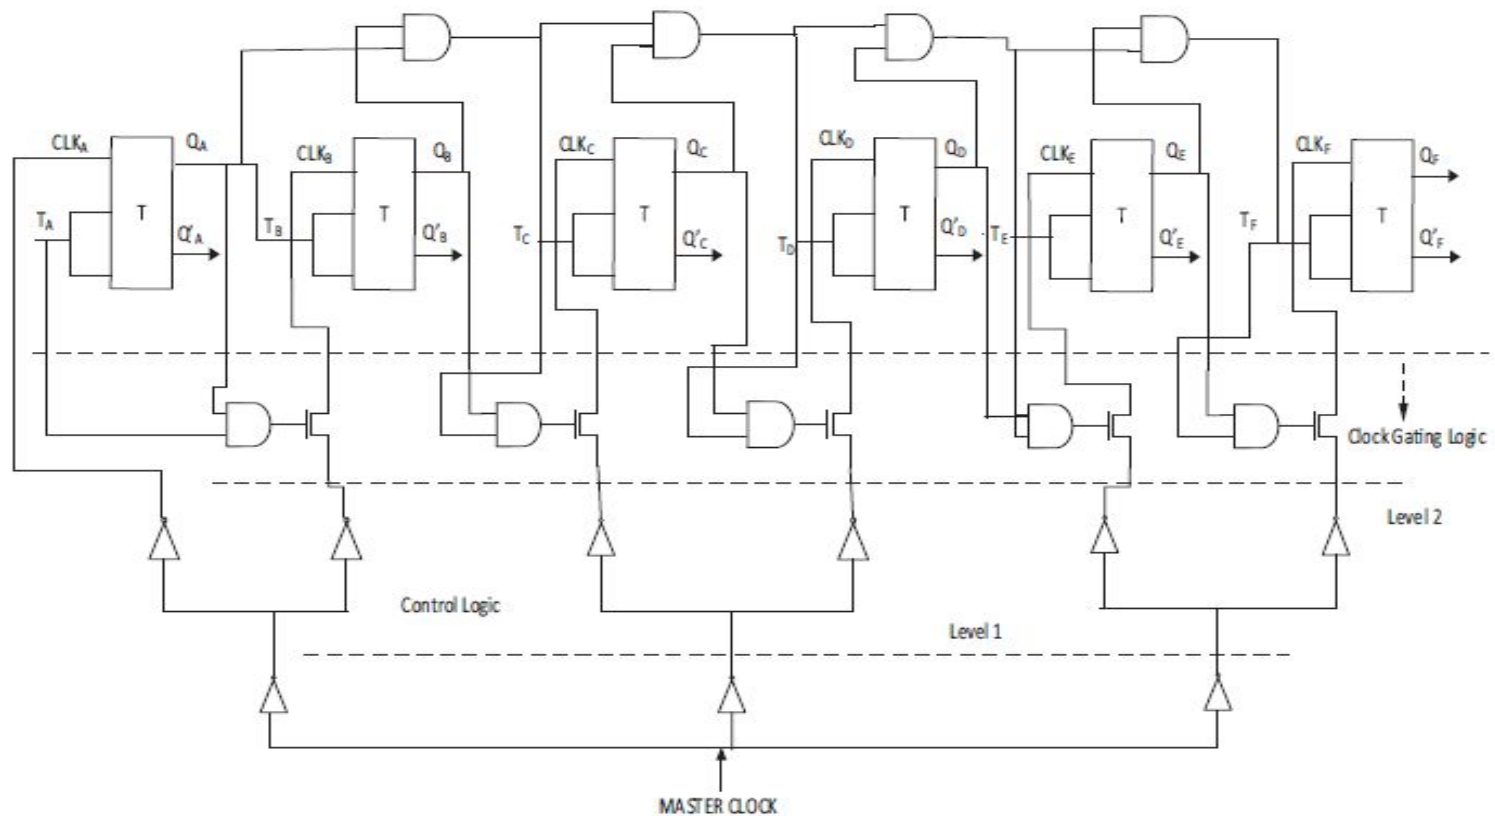 CLKA QA
CLKB QB
CLKC QC
CLKD QD
CLKE QE
CLKF QF
TA T Q'A
TB T Q'B
TC T Q'C
TD T Q'D
TE T Q'E
TF T Q'F
Clock Gating Logic
Level 2
Control Logic
Level 1
MASTER CLOCK